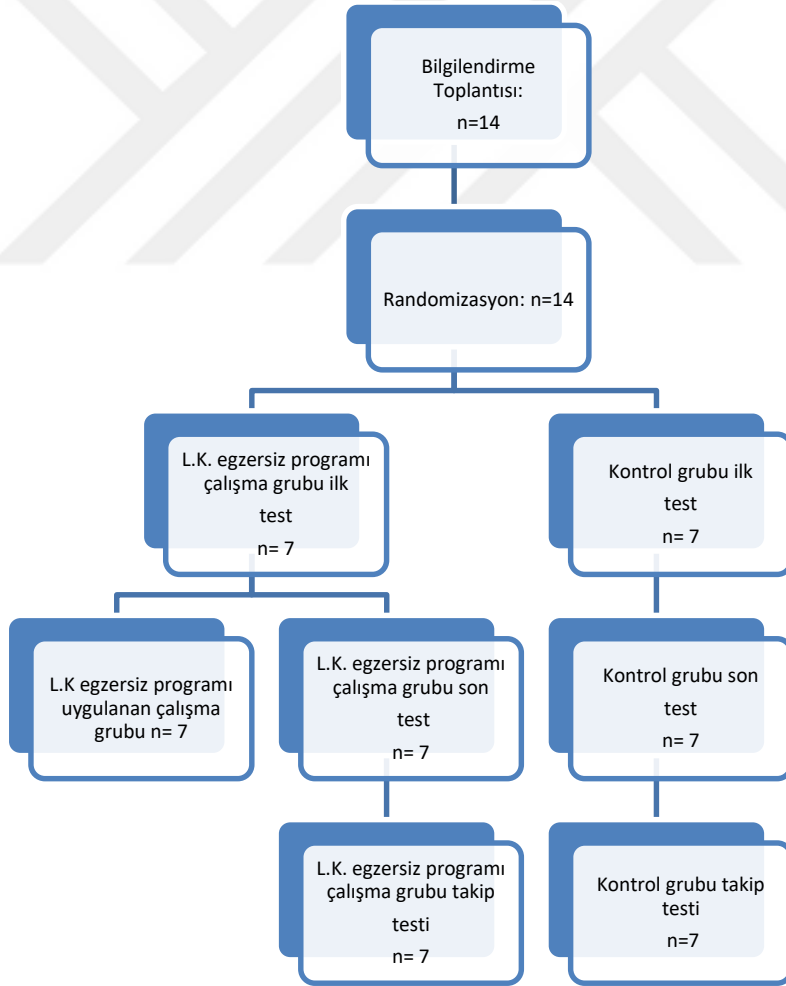 Bilgilendirme
Toplantısı:
n=14
Randomizasyon: n=14
L.K. egzersiz programı
çalışma grubu ilk
test
n= 7
Kontrol grubu ilk
test
n= 7
L.K egzersiz programı
uygulanan çalışma
grubu n= 7
L.K. egzersiz programı
çalışma grubu son
test
n= 7
Kontrol grubu son
test
n= 7
L.K. egzersiz programı
çalışma grubu takip
testi
n= 7
Kontrol grubu takip
testi
n=7